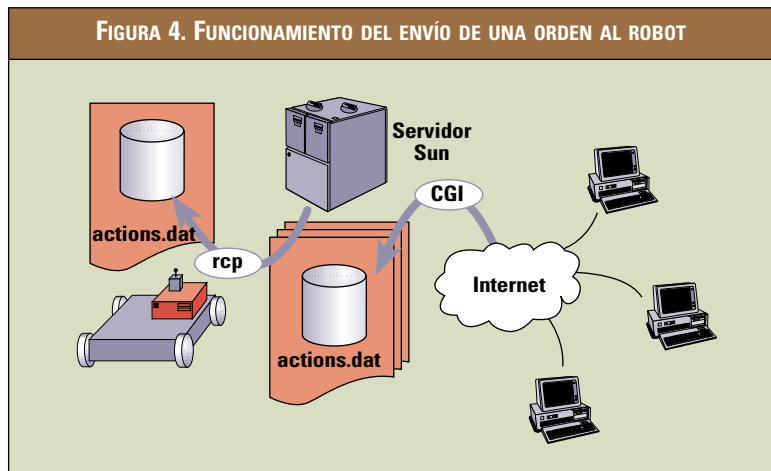 FIGURA 4. FUNCIONAMIENTO DEL ENVÍO DE UNA ORDEN AL ROBOT
Servidor
Sun
CGI
actions.dat
rcp
Internet
actions.dat